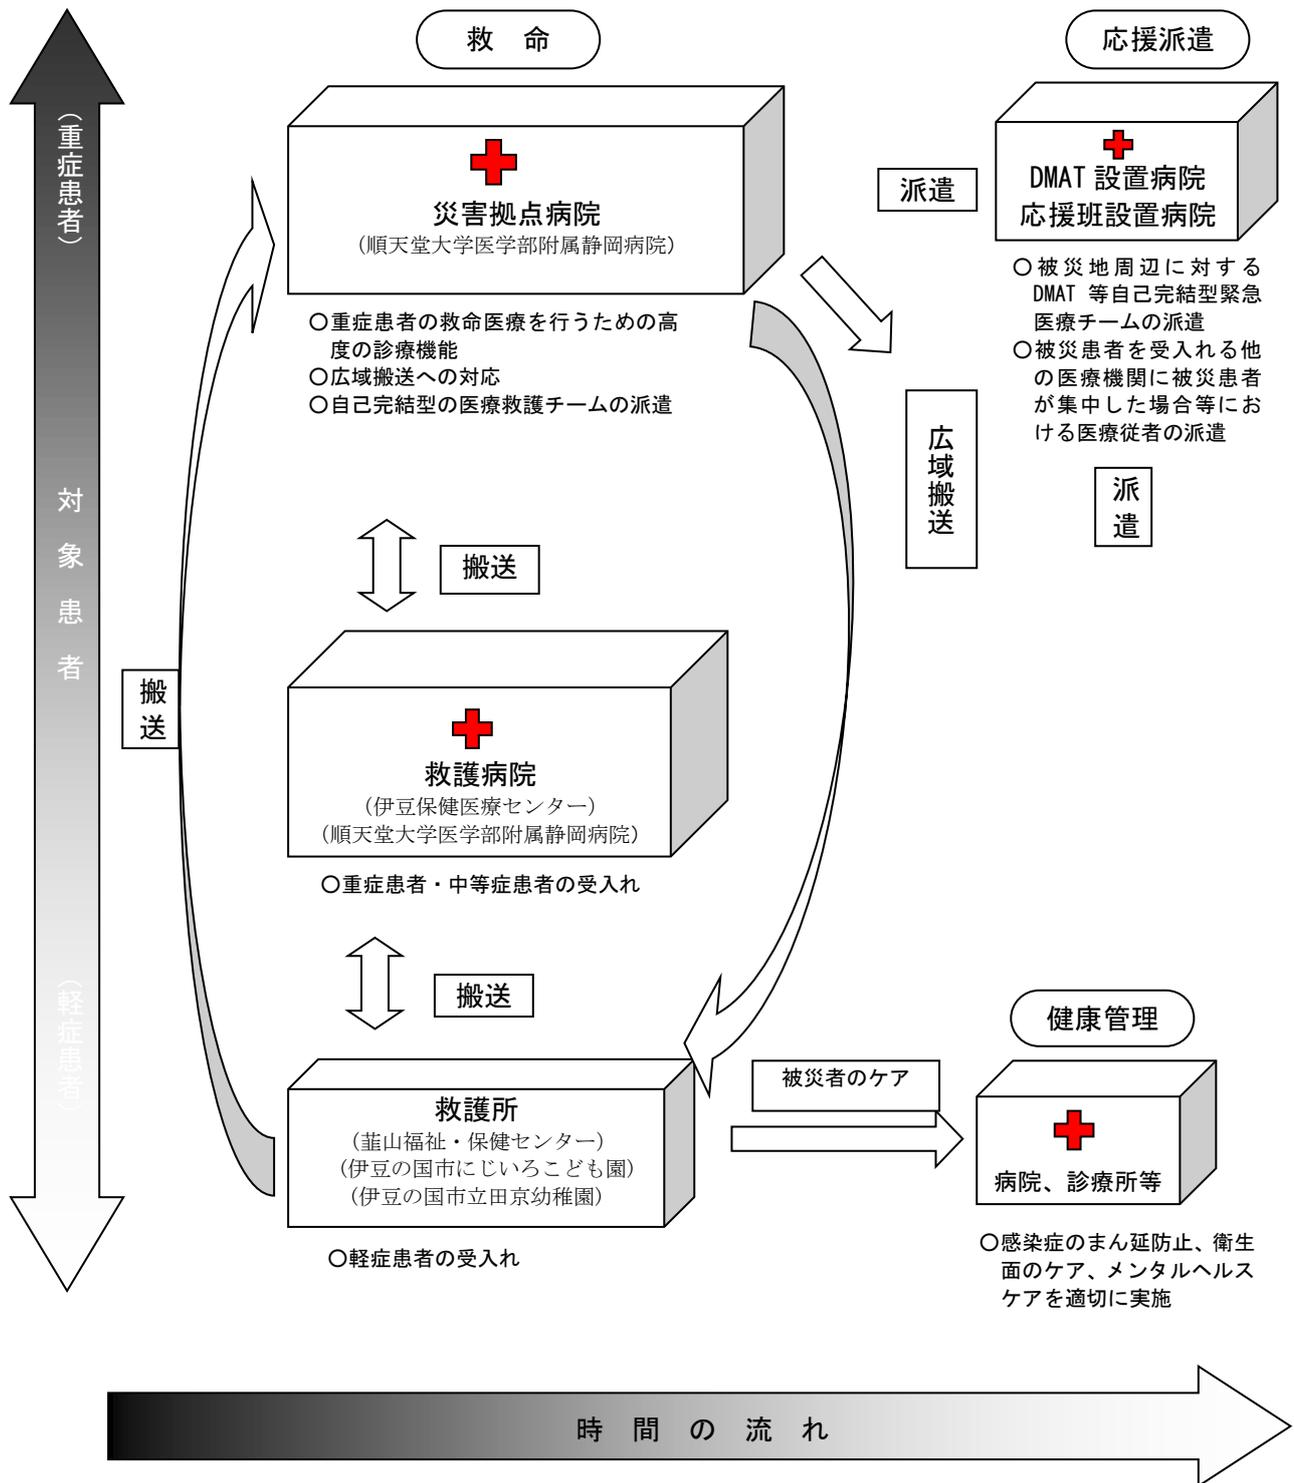 救　命
応援派遣
（重症患者）
災害拠点病院
（順天堂大学医学部附属静岡病院）
派遣
DMAT 設置病院
応援班設置病院
○重症患者の救命医療を行うための高
度の診療機能
○広域搬送への対応
○自己完結型の医療救護チームの派遣
○被災地周辺に対する
DMAT 等自己完結型緊急
医療チームの派遣
○被災患者を受入れる他
の医療機関に被災患者
が集中した場合等にお
ける医療従者の派遣
広域搬送
派遣
対　象　患　者
搬送
搬送
救護病院
（伊豆保健医療センター）
（順天堂大学医学部附属静岡病院）
○重症患者・中等症患者の受入れ
搬送
（軽症患者）
健康管理
救護所
（韮山福祉・保健センター）
（伊豆の国市にじいろこども園）
（伊豆の国市立田京幼稚園）
○軽症患者の受入れ
被災者のケア
病院、診療所等
○感染症のまん延防止、衛生
面のケア、メンタルヘルス
ケアを適切に実施
時　間　の　流　れ